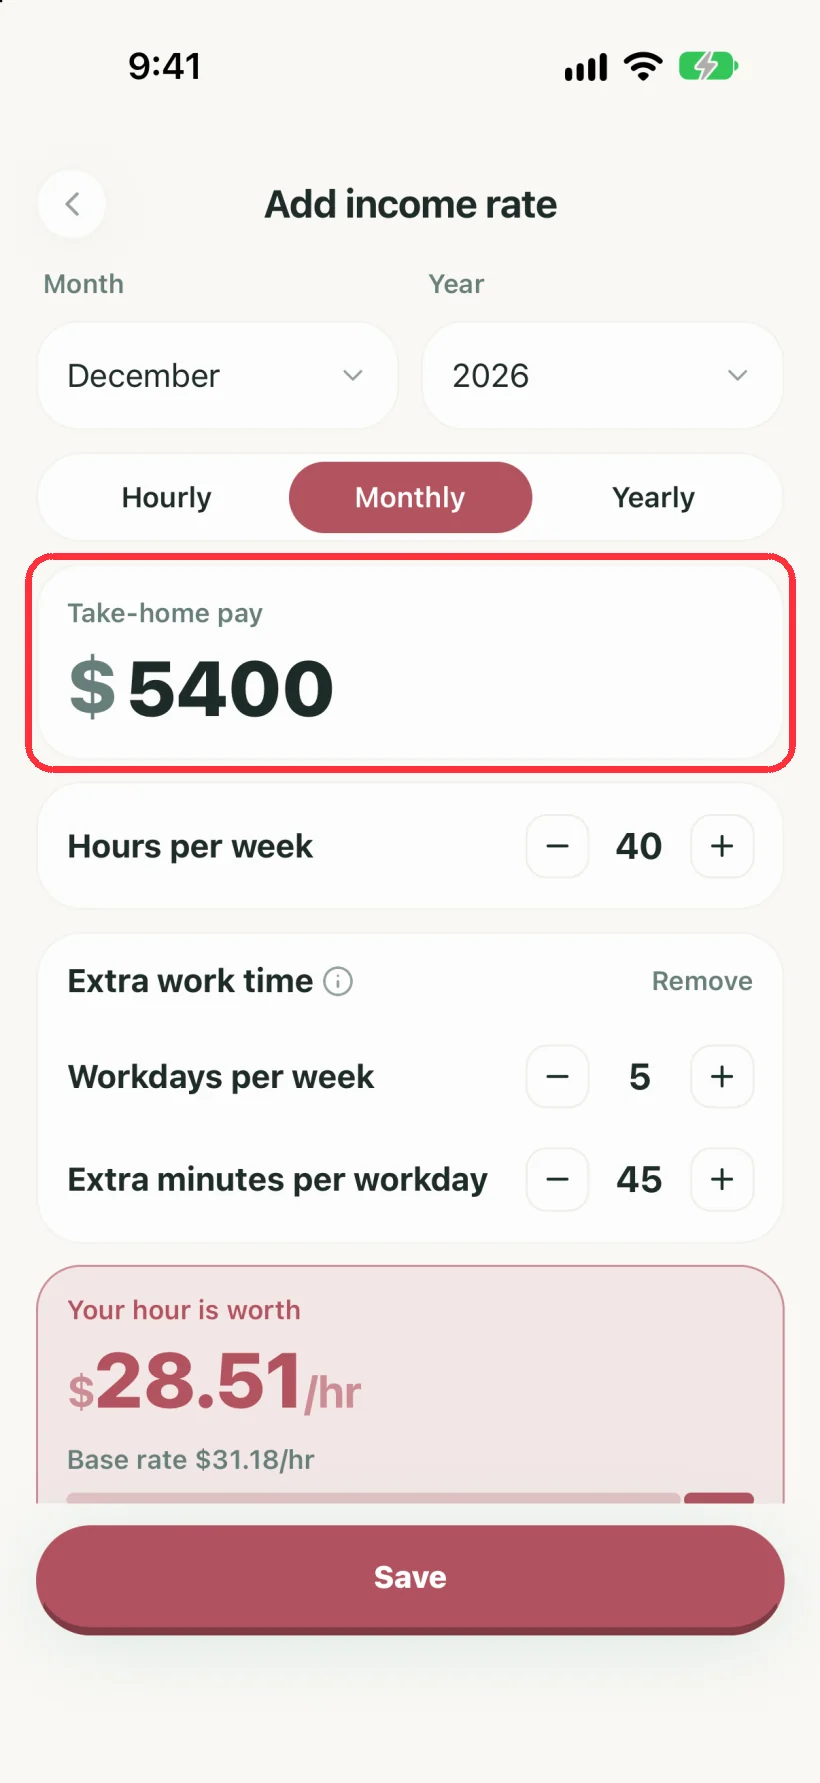 9:41
Add income rate
Month Year
December 2026
Hourly Monthly Yearly
Take-home pay
$5400
Hours per week − 40 +
Extra work time Remove
Workdays per week − 5 +
Extra minutes per workday − 45 +
Your hour is worth
$28.51/hr
Base rate $31.18/hr
Save